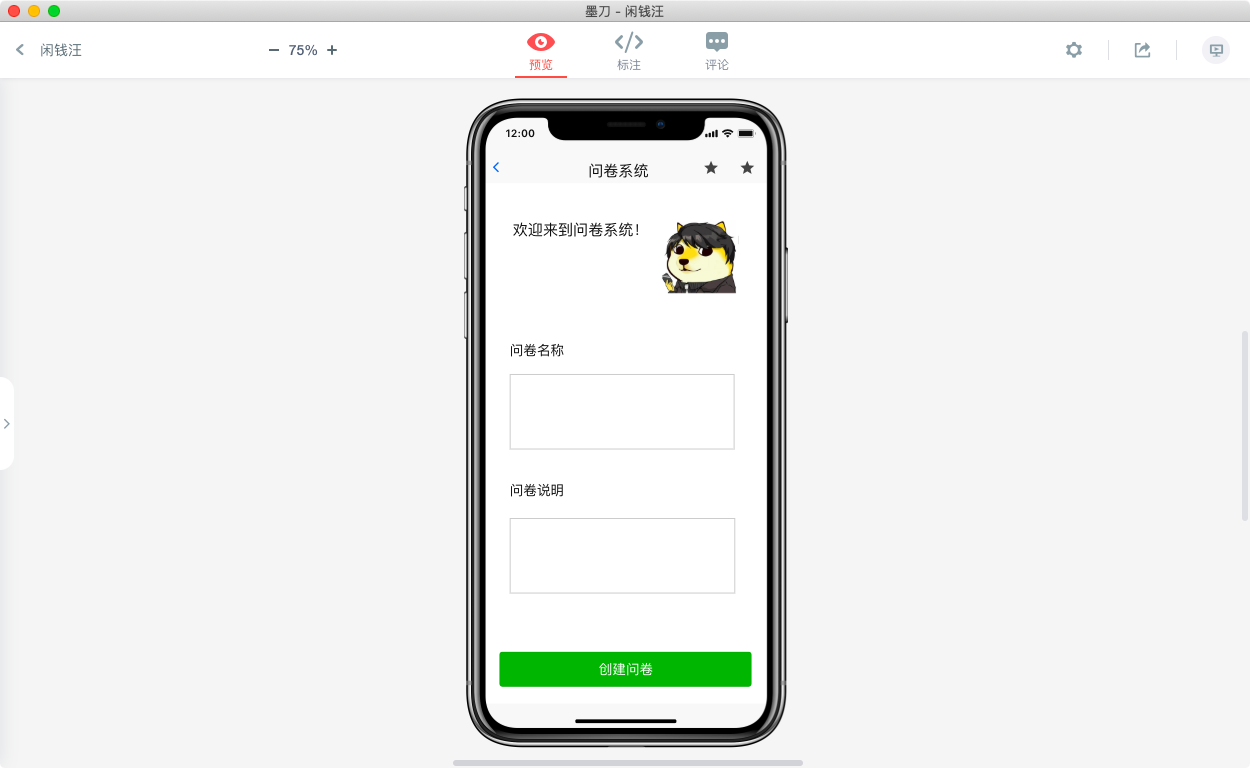 墨刀 - 闲钱汪
闲钱汪
75%
预览
标注
评论
12:00
问卷系统
欢迎来到问卷系统！
问卷名称
问卷说明
创建问卷